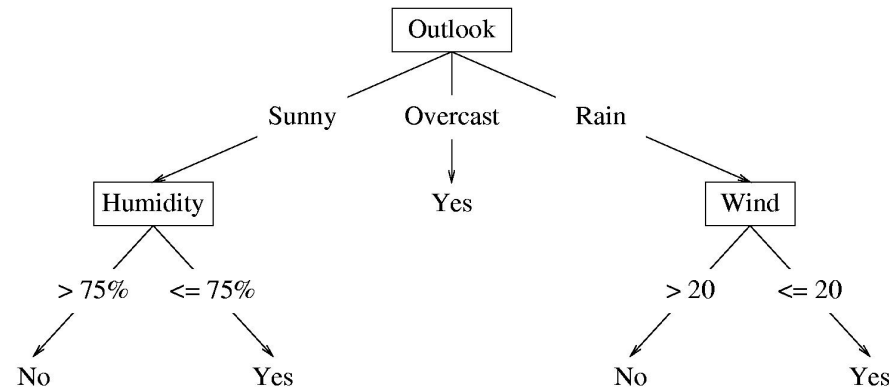 Outlook
Sunny Overcast Rain
Humidity Yes Wind
> 75% <= 75% > 20 <= 20
No Yes No Yes